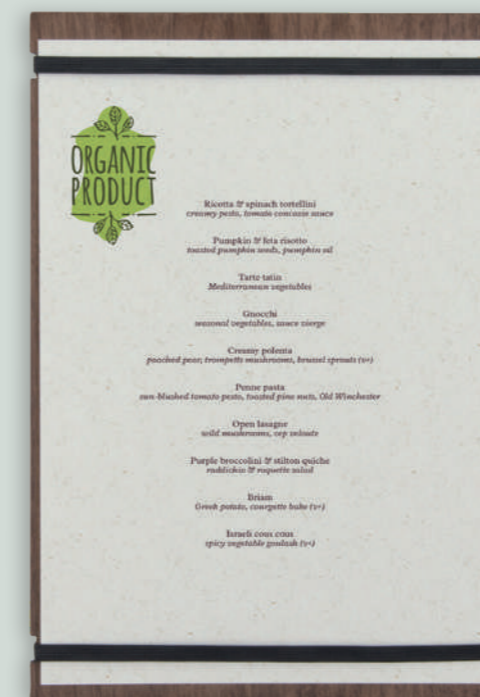 ORGANIC
PRODUCT
Ricotta & spinach tortellini
creamy pesto, tomato concasse sauce
Pumpkin & feta risotto
toasted pumpkin seeds, pumpkin oil
Tarte tatin
Mediterranean vegetables
Gnocchi
seasonal vegetables, sauce vierge
Creamy polenta
poached pear, trompette mushrooms, brussel sprouts (v+)
Penne pasta
sun-blushed tomato pesto, toasted pine nuts, Old Winchester
Open lasagne
wild mushrooms, cep veloute
Purple broccolini & stilton quiche
raddichio & roquette salad
Briam
Greek potato, courgette bake (v+)
Israeli cous cous
spicy vegetable goulash (v+)